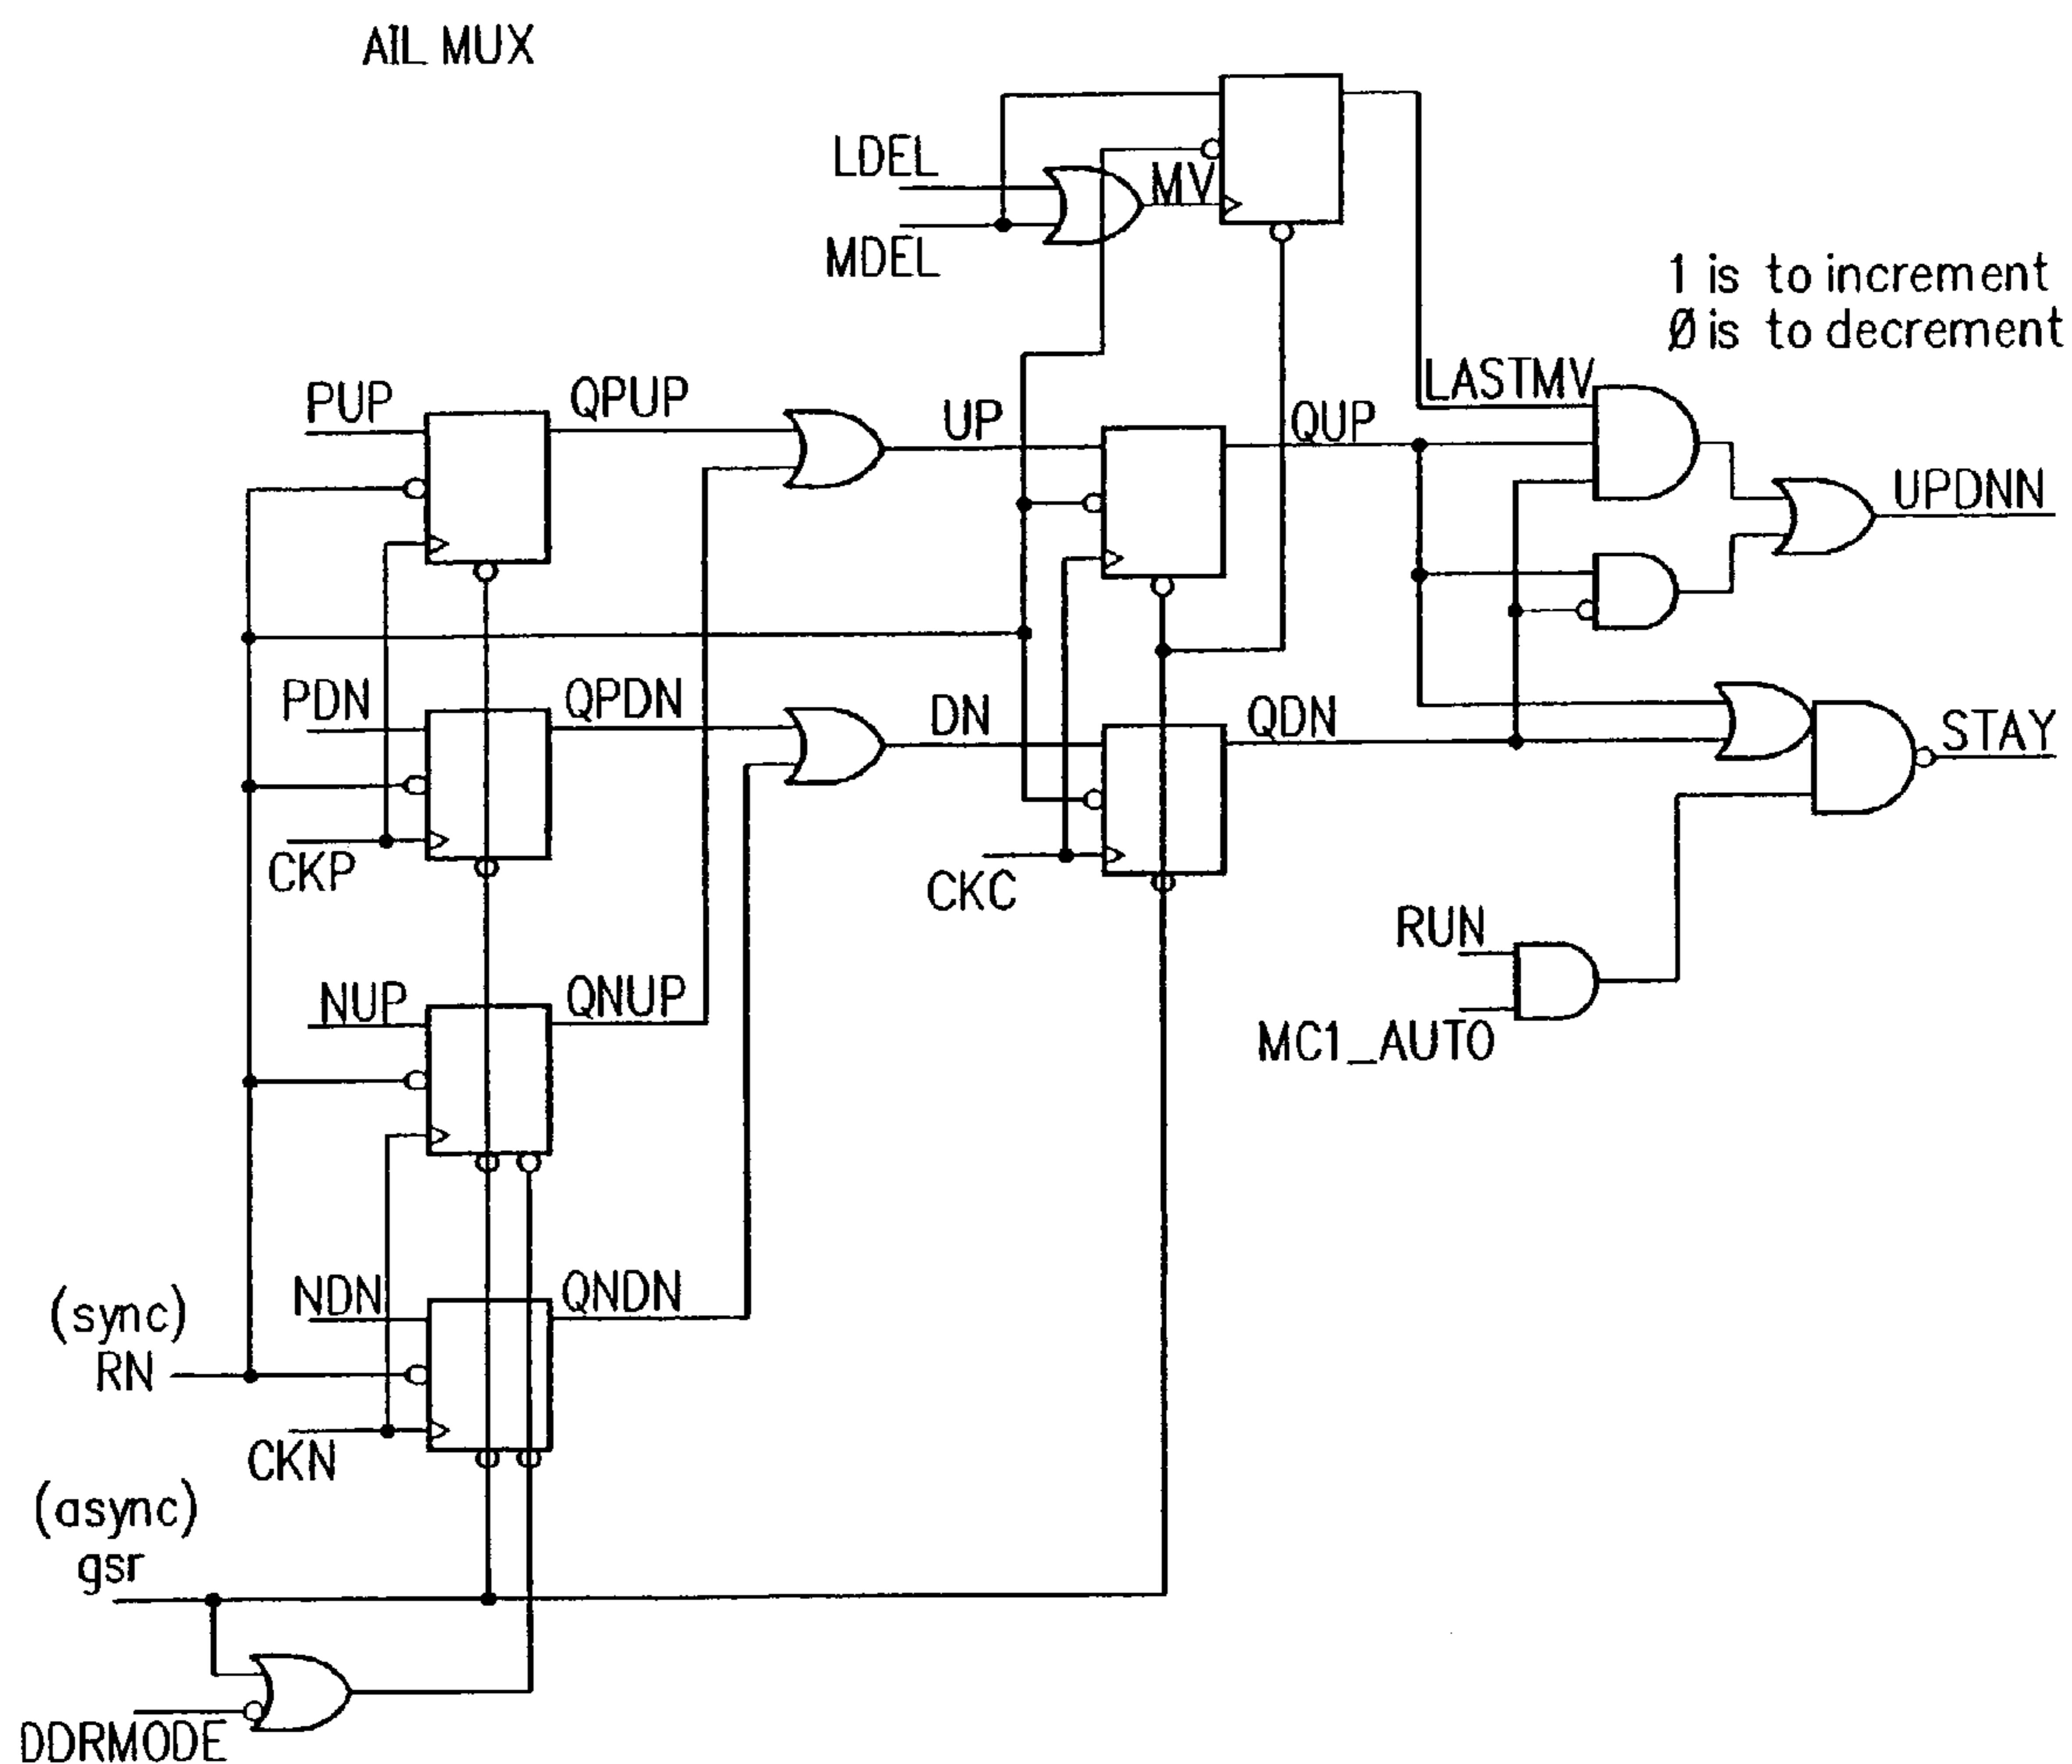 AIL MUX
LDEL
MV
MDEL
1 is to increment
Ø is to decrement
LASTMV
PUP
QPUP
UP
QUP
UPDNN
PDN
QPDN
DN
QDN
STAY
CKP
CKC
RUN
NUP
QNUP
MC1_AUTO
NDN
QNDN
(sync)
RN
CKN
(async)
gsr
DDRMODE